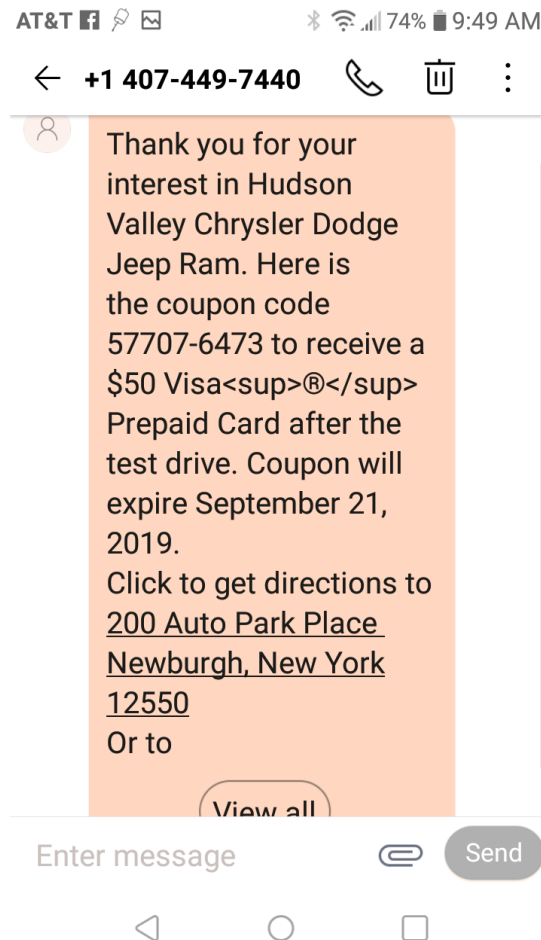 AT&T 74% 9:49 AM
+1 407-449-7440
Thank you for your
interest in Hudson
Valley Chrysler Dodge
Jeep Ram. Here is
the coupon code
57707-6473 to receive a
$50 Visa<sup>®</sup>
Prepaid Card after the
test drive. Coupon will
expire September 21,
2019.
Click to get directions to
200 Auto Park Place
Newburgh, New York
12550
Or to
View all
Enter message
Send